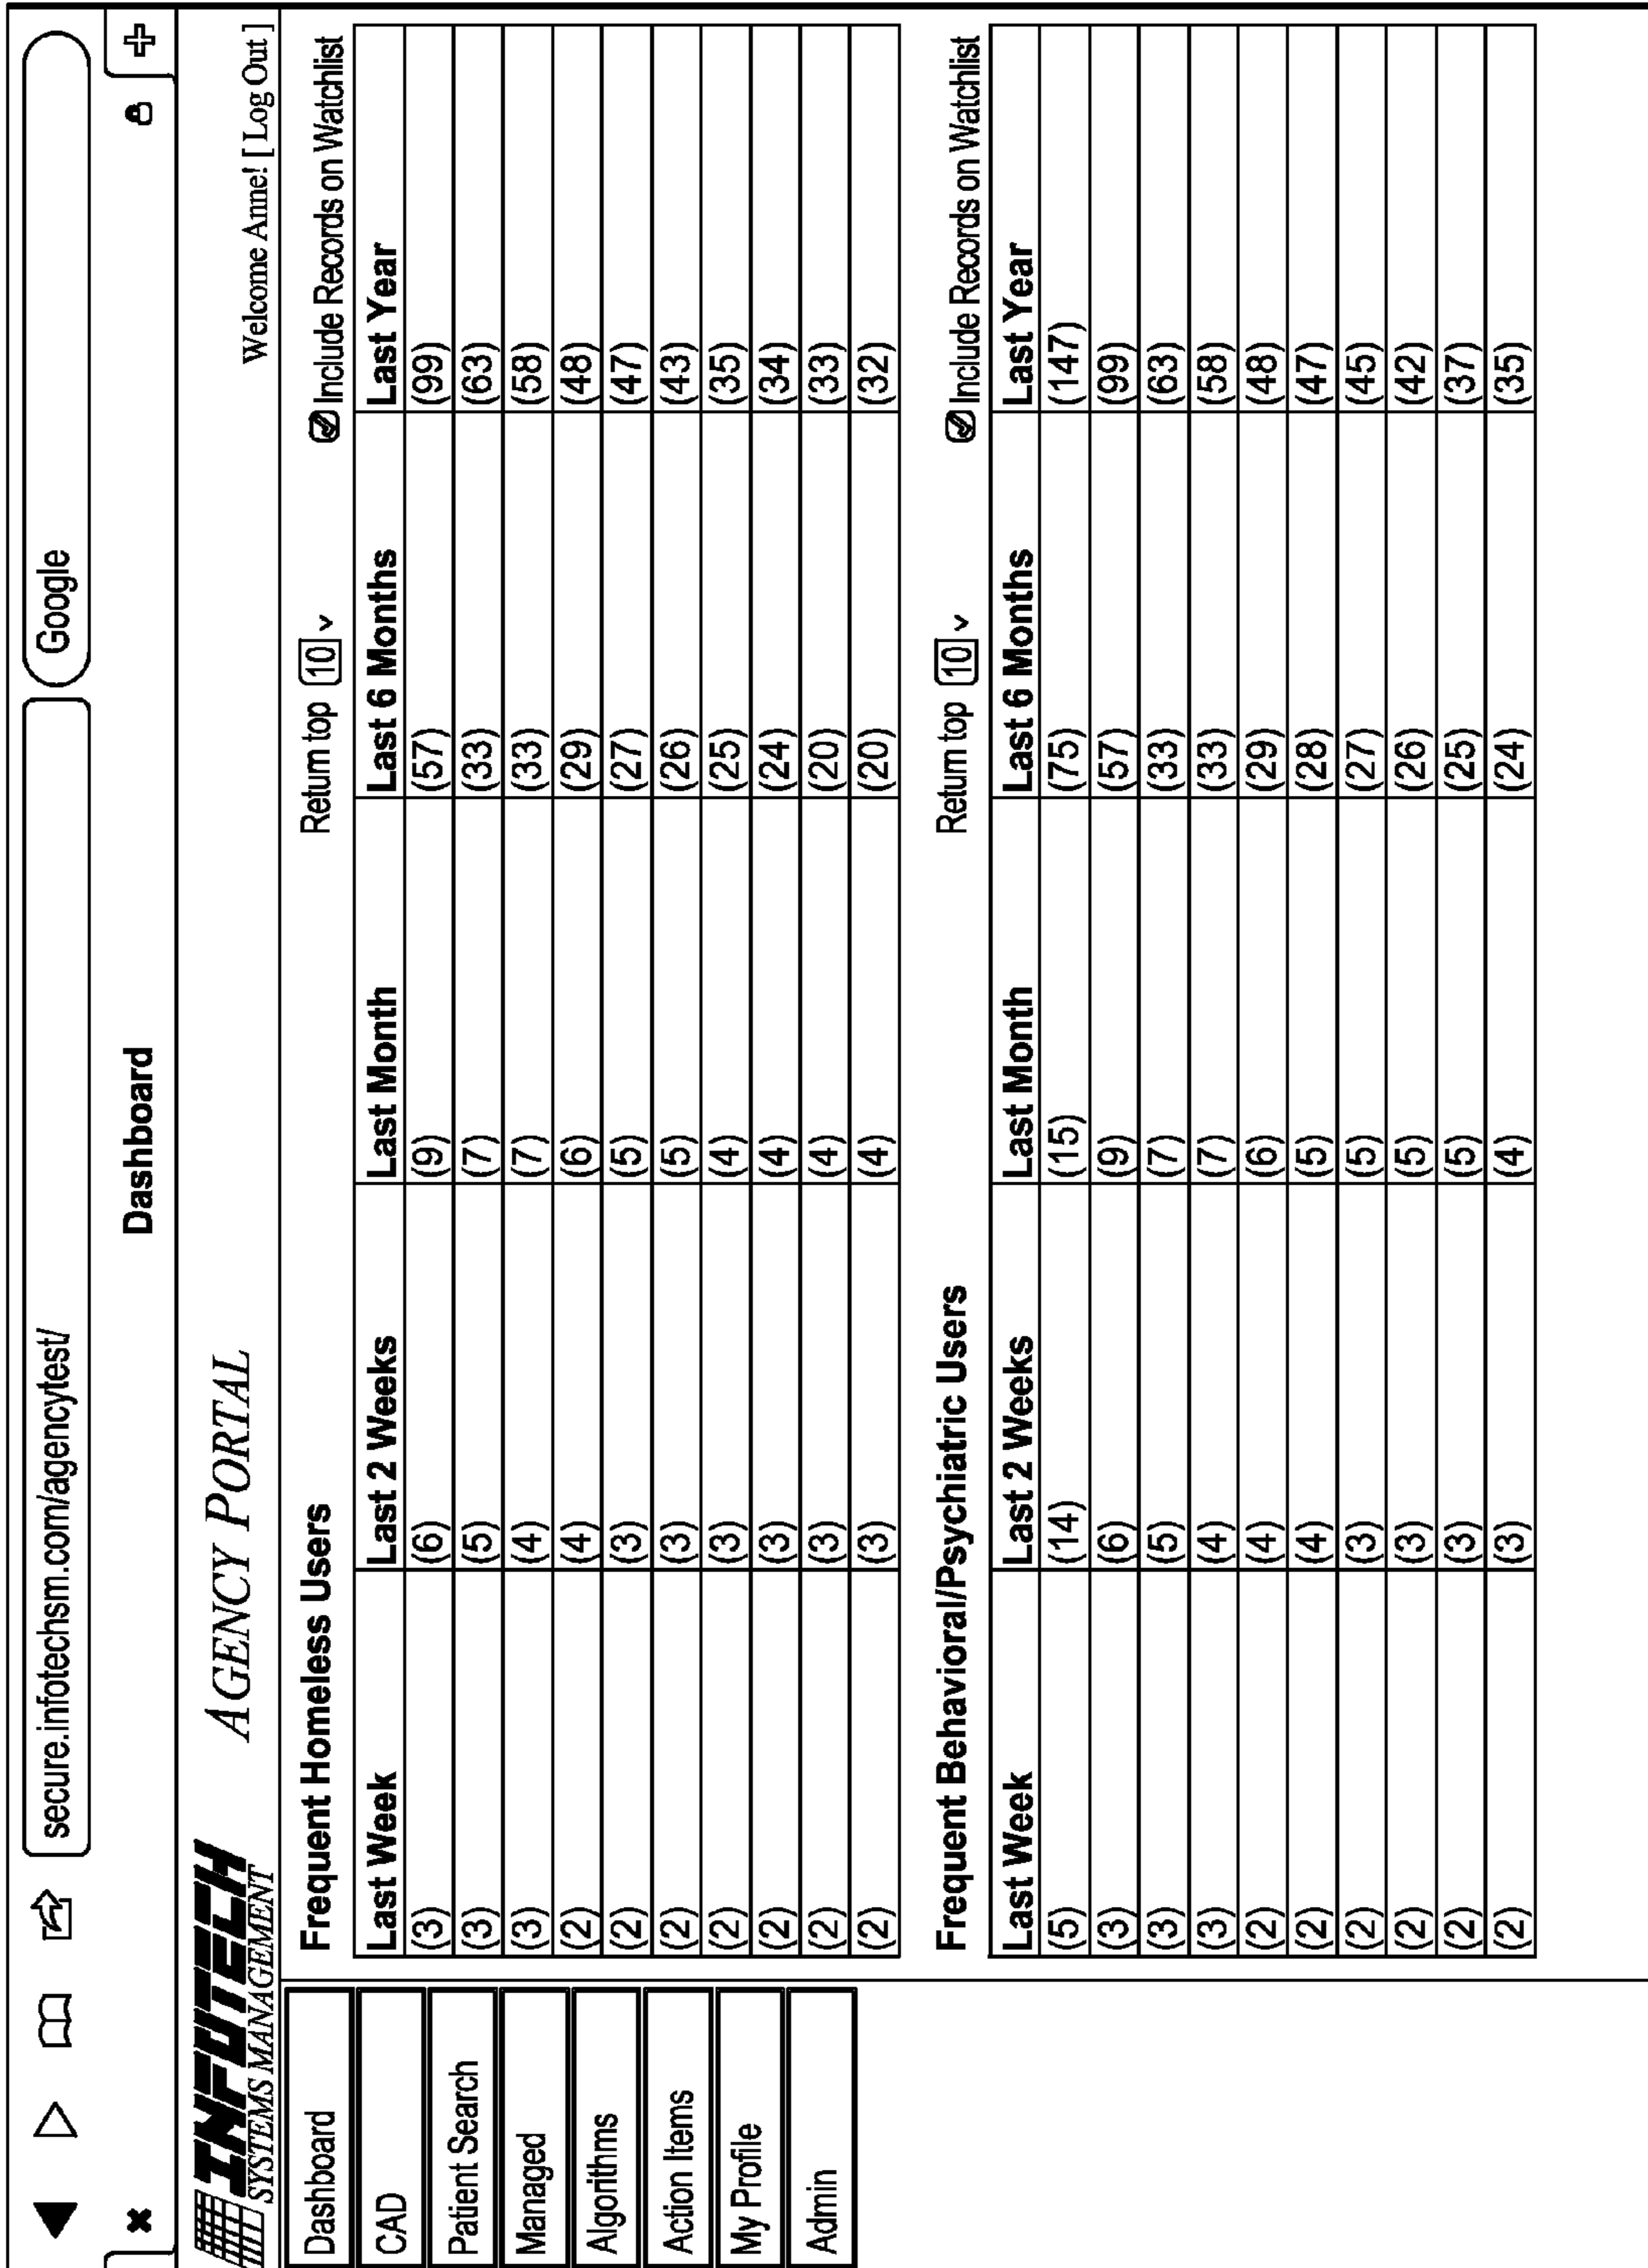 secure.infotechsm.com/agencytest/ Google
Dashboard
INFOTECH
SYSTEMS MANAGEMENT
AGENCY PORTAL
Welcome Anne! [ Log Out ]
Dashboard
CAD
Patient Search
Managed
Algorithms
Action Items
My Profile
Admin
Frequent Homeless Users Return top 10 Include Records on Watchlist
Last Week Last 2 Weeks Last Month Last 6 Months Last Year
(3) (6) (9) (57) (99)
(3) (5) (7) (33) (63)
(3) (4) (7) (33) (58)
(2) (4) (6) (29) (48)
(2) (3) (5) (27) (47)
(2) (3) (5) (26) (43)
(2) (3) (4) (25) (35)
(2) (3) (4) (24) (34)
(2) (3) (4) (20) (33)
(2) (3) (4) (20) (32)
Frequent Behavioral/Psychiatric Users Return top 10 Include Records on Watchlist
Last Week Last 2 Weeks Last Month Last 6 Months Last Year
(5) (14) (15) (75) (147)
(3) (6) (9) (57) (99)
(3) (5) (7) (33) (63)
(3) (4) (7) (33) (58)
(2) (4) (6) (29) (48)
(2) (4) (5) (28) (47)
(2) (3) (5) (27) (45)
(2) (3) (5) (26) (42)
(2) (3) (5) (25) (37)
(2) (3) (4) (24) (35)